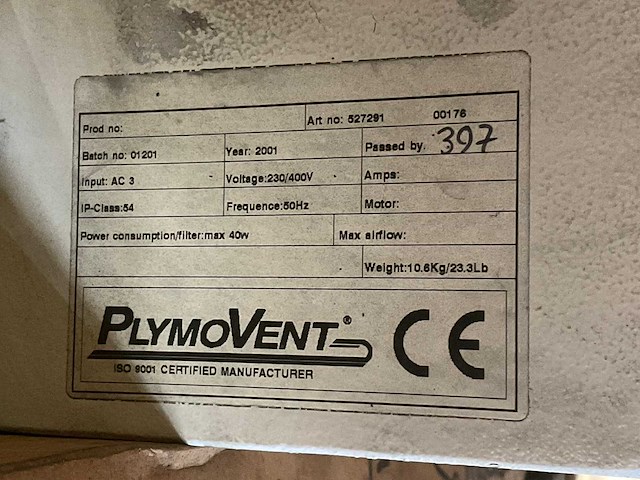 Prod no:
Art no: 527291 00176
Batch no: 01201 Year: 2001 Passed by. 397
Input: AC 3 Voltage:230/400V Amps:
IP-Class:54 Frequence:50Hz Motor:
Power consumption/filter:max 40w Max airflow:
Weight:10.6Kg/23.3Lb
PLYMOVENT®
CE
ISO 9001 CERTIFIED MANUFACTURER